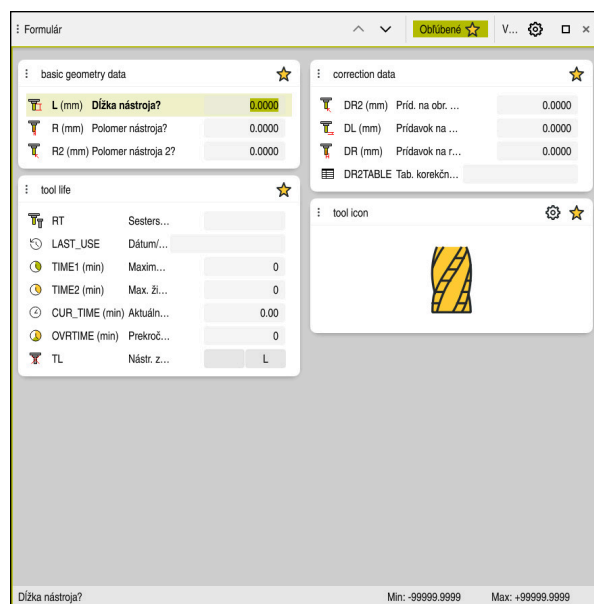 Formulár
Obľúbené
V...
basic geometry data
L (mm) Dĺžka nástroja? 0.0000
R (mm) Polomer nástroja? 0.0000
R2 (mm) Polomer nástroja 2? 0.0000
tool life
RT Sesters...
LAST_USE Dátum/...
TIME1 (min) Maxim... 0
TIME2 (min) Max. ži... 0
CUR_TIME (min) Aktuáln... 0.00
OVRTIME (min) Prekroč... 0
TL Nástr. z... L
correction data
DR2 (mm) Príd. na obr. ... 0.0000
DL (mm) Prídavok na ... 0.0000
DR (mm) Prídavok na r... 0.0000
DR2TABLE Tab. korekčn...
tool icon
Dĺžka nástroja? Min: -99999.9999 Max: +99999.9999